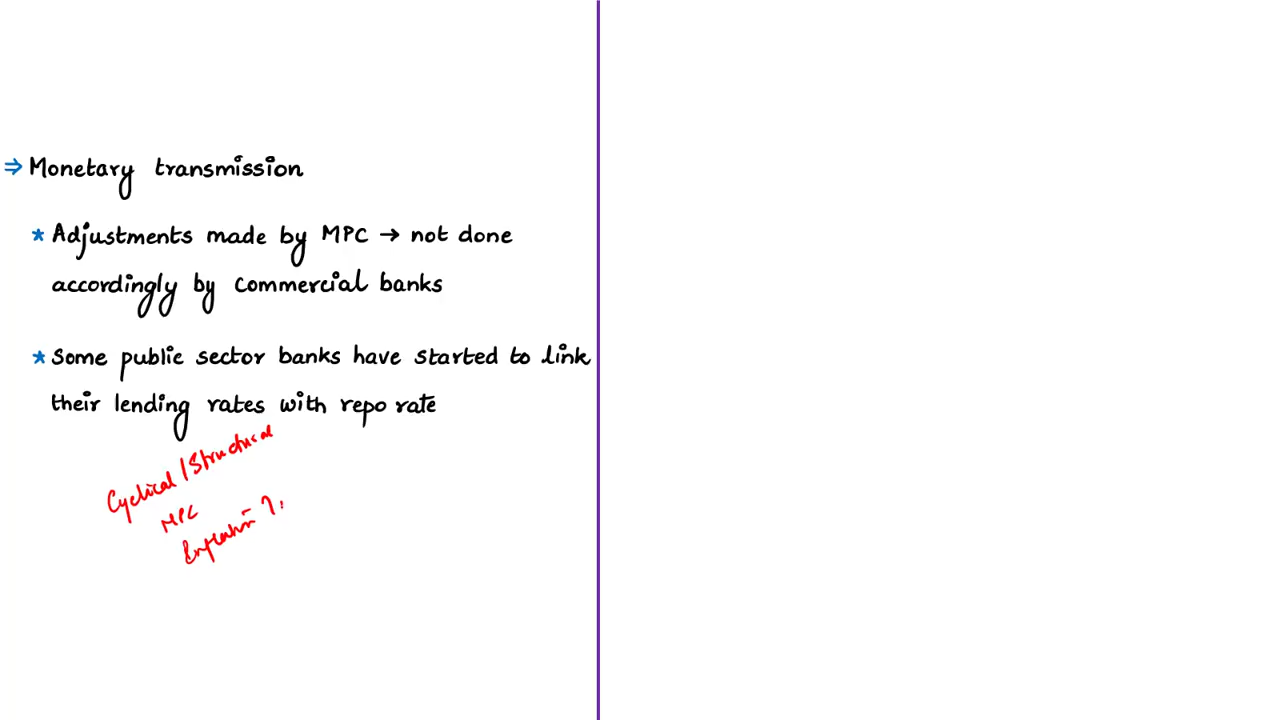 ⇒ Monetary transmission
* Adjustments made by MPC → not done
accordingly by commercial banks
* Some public sector banks have started to link
their lending rates with repo rate
Cyclical / Structural
MPC
Inflation